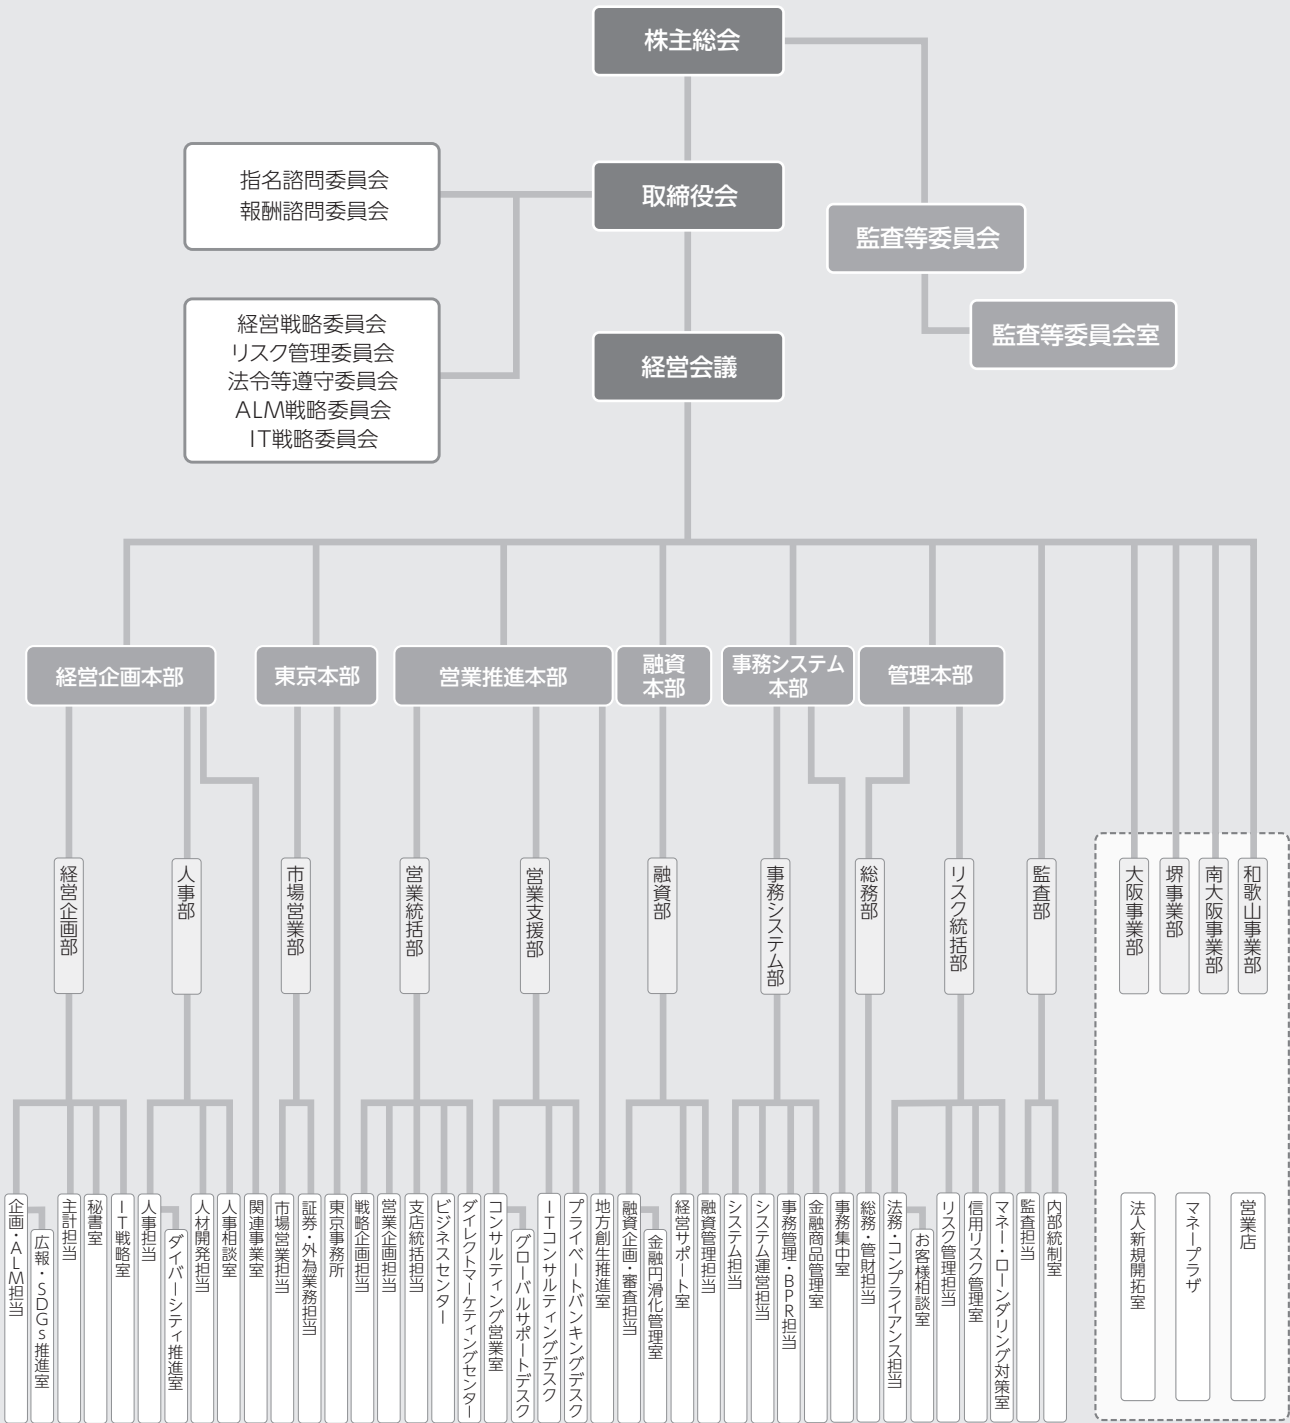 株主総会
指名諮問委員会
報酬諮問委員会
取締役会
監査等委員会
経営戦略委員会
リスク管理委員会
法令等遵守委員会
ALM戦略委員会
IT戦略委員会
経営会議
監査等委員会室
経営企画本部
東京本部
営業推進本部
融資
本部
事務システム
本部
管理本部
経営企画部
人事部
市場営業部
営業統括部
営業支援部
融資部
事務システム部
総務部
リスク統括部
監査部
大阪事業部
堺事業部
南大阪事業部
和歌山事業部
企画・ALM担当
広報・SDGs推進室
主計担当
秘書室
IT戦略室
人事担当
ダイバーシティ推進室
人材開発担当
人事相談室
関連事業室
市場営業担当
証券・外為業務担当
東京事務所
戦略企画担当
営業企画担当
支店統括担当
ビジネスセンター
ダイレクトマーケティングセンター
コンサルティング営業室
グローバルサポートデスク
ITコンサルティングデスク
プライベートバンキングデスク
地方創生推進室
融資企画・審査担当
金融円滑化管理室
経営サポート室
融資管理担当
システム担当
システム運営担当
事務管理・BPR担当
金融商品管理室
事務集中室
総務・管財担当
法務・コンプライアンス担当
お客様相談室
リスク管理担当
信用リスク管理室
マネー・ローンダリング対策室
監査担当
内部統制室
法人新規開拓室
マネープラザ
営業店